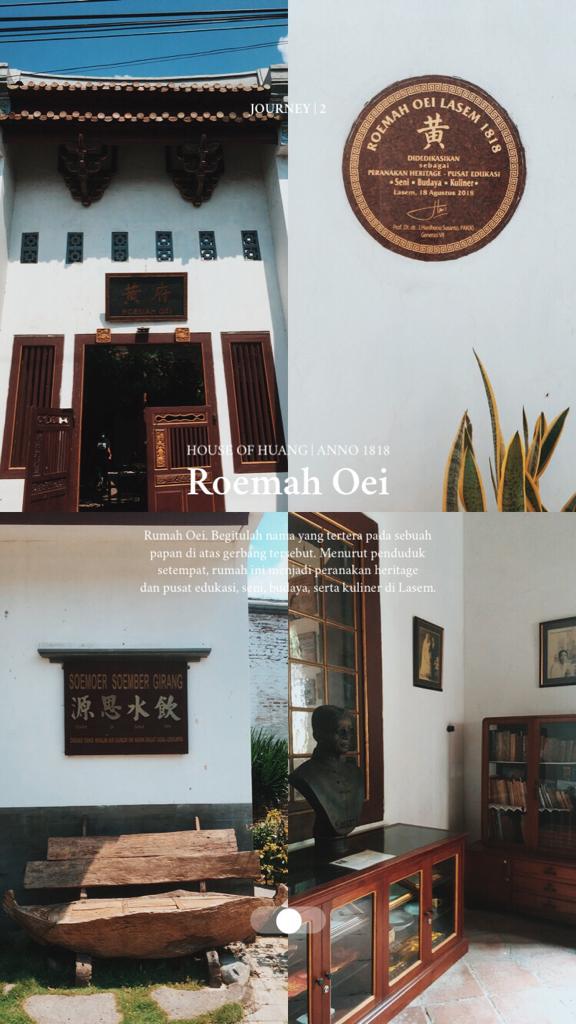 JOURNEY | 2
ROEMAH OEI LASEM 1818
黃
DIDEDIKASIKAN
sebagai
PERANAKAN HERITAGE - PUSAT EDUKASI
• Seni • Budaya • Kuliner •
Lasem, 18 Agustus 2018
Generasi VII
黃府
ROEMAH OEI
HOUSE OF HUANG | ANNO 1818
Roemah Oei
Rumah Oei. Begitulah nama yang tertera pada sebuah
papan di atas gerbang tersebut. Menurut penduduk
setempat, rumah ini menjadi peranakan heritage
dan pusat edukasi, seni, budaya, serta kuliner di Lasem.
SOEMOER SOEMBER GIRANG
源思水飲